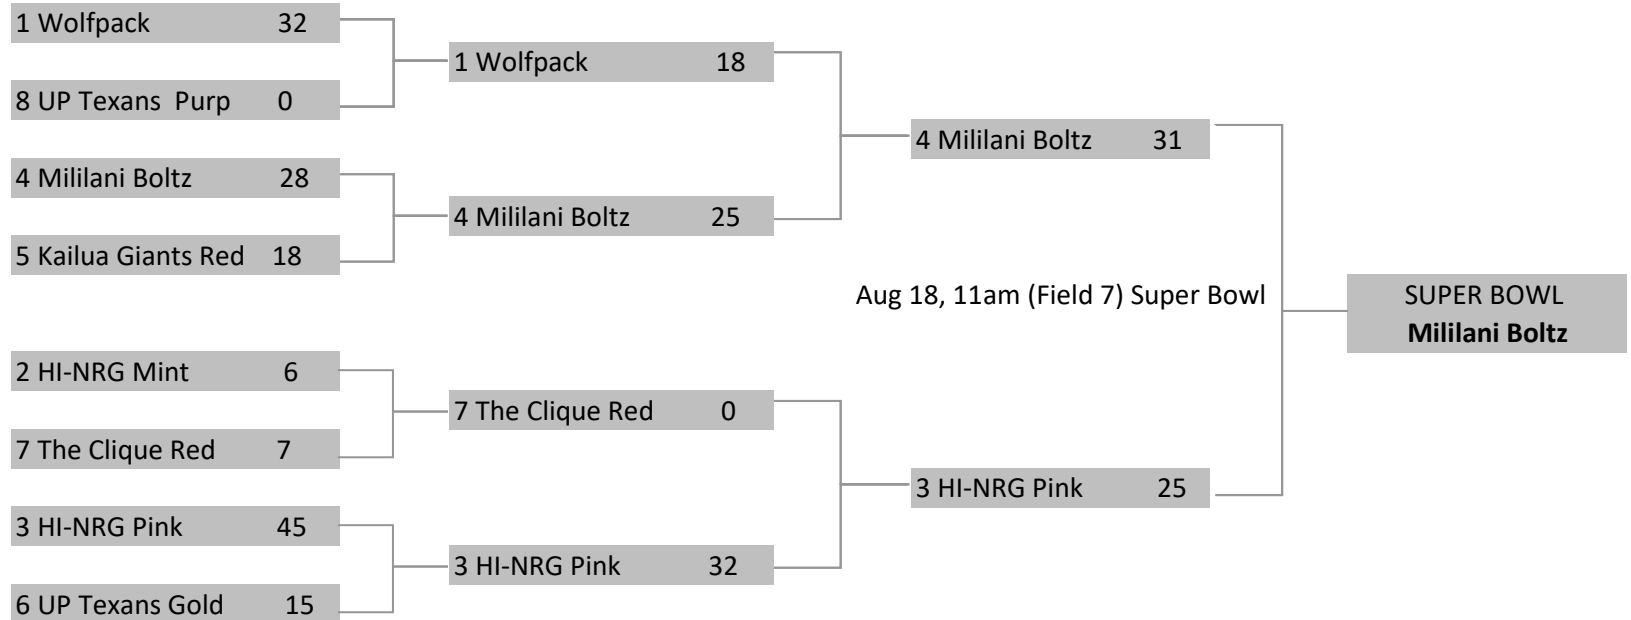 1 Wolfpack 32
8 UP Texans Purp 0
4 Mililani Boltz 28
5 Kailua Giants Red 18
2 HI-NRG Mint 6
7 The Clique Red 7
3 HI-NRG Pink 45
6 UP Texans Gold 15
1 Wolfpack 18
4 Mililani Boltz 25
7 The Clique Red 0
3 HI-NRG Pink 32
4 Mililani Boltz 31
Aug 18, 11am (Field 7) Super Bowl
3 HI-NRG Pink 25
SUPER BOWL
Mililani Boltz